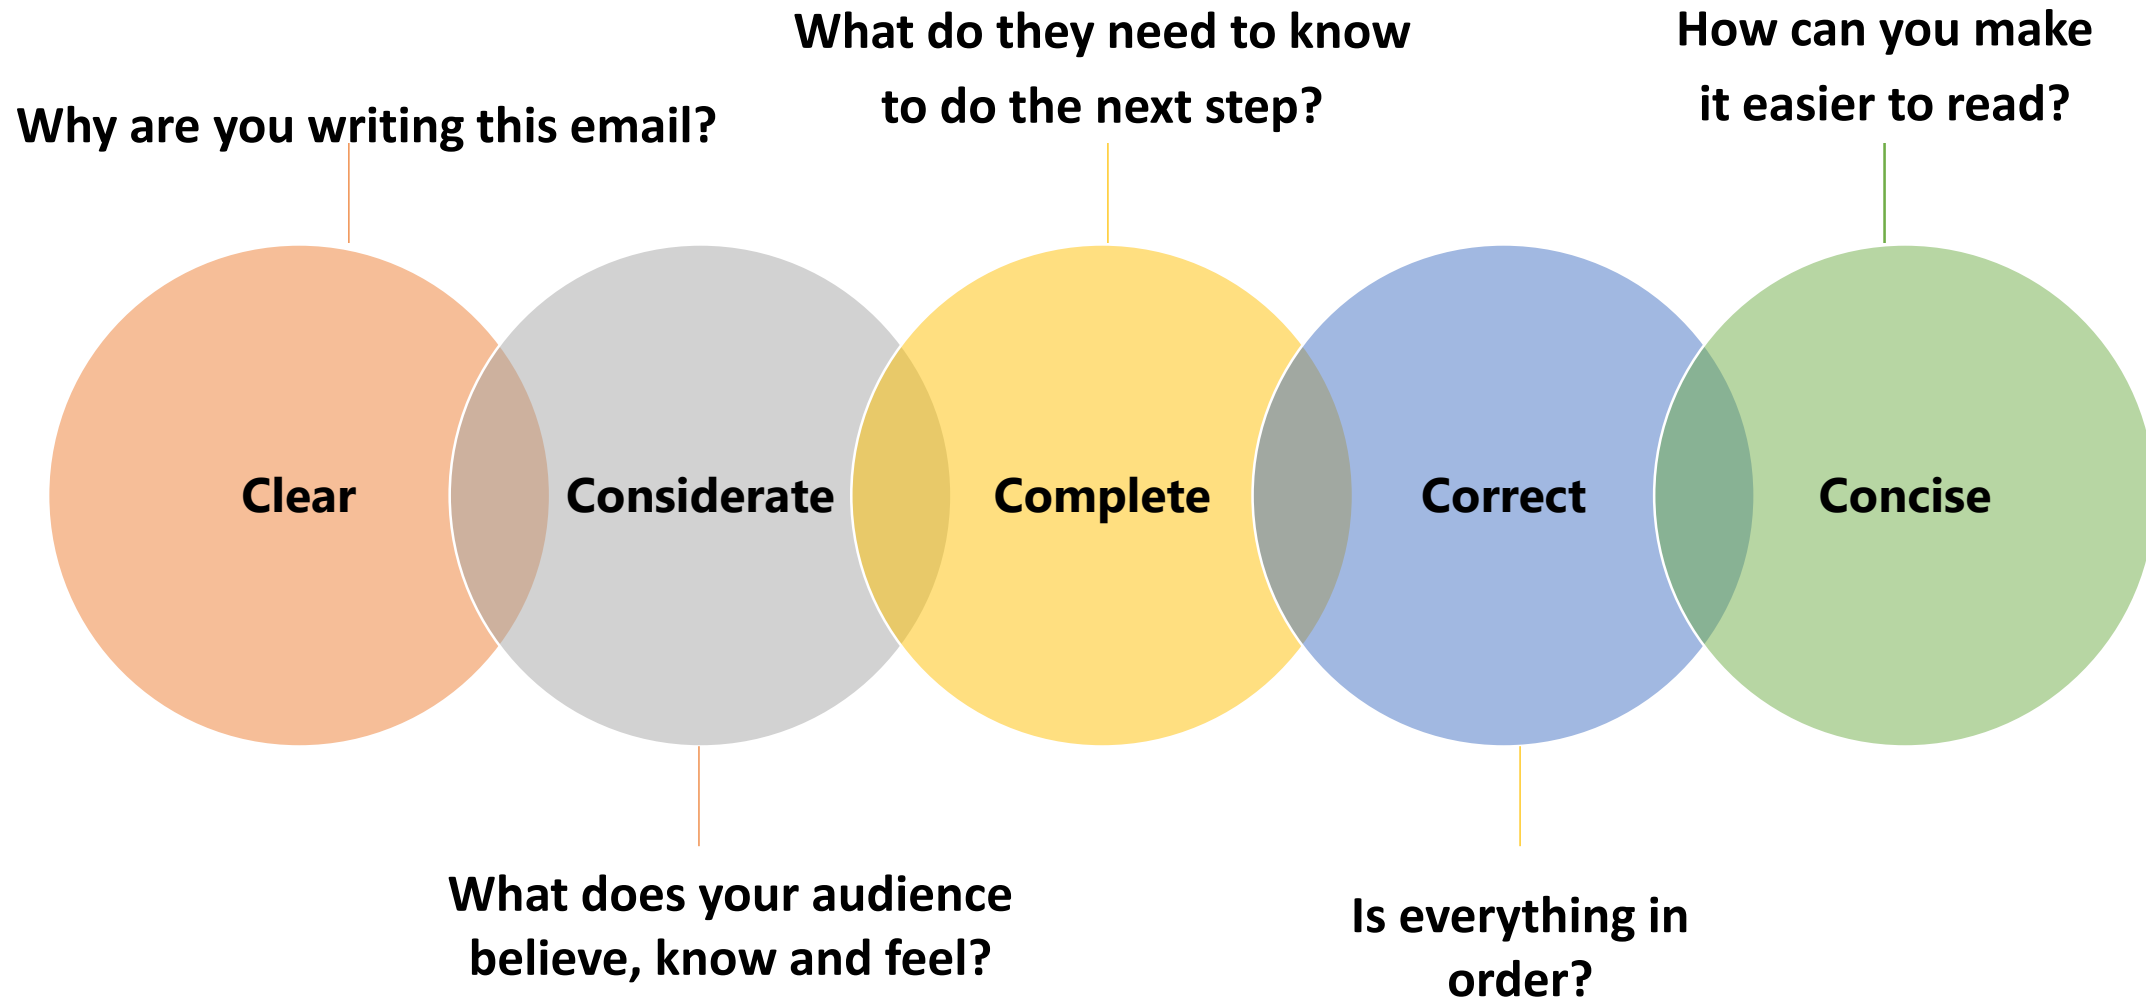 Why are you writing this email?
What do they need to know
to do the next step?
How can you make
it easier to read?
Clear
Considerate
Complete
Correct
Concise
What does your audience
believe, know and feel?
Is everything in
order?